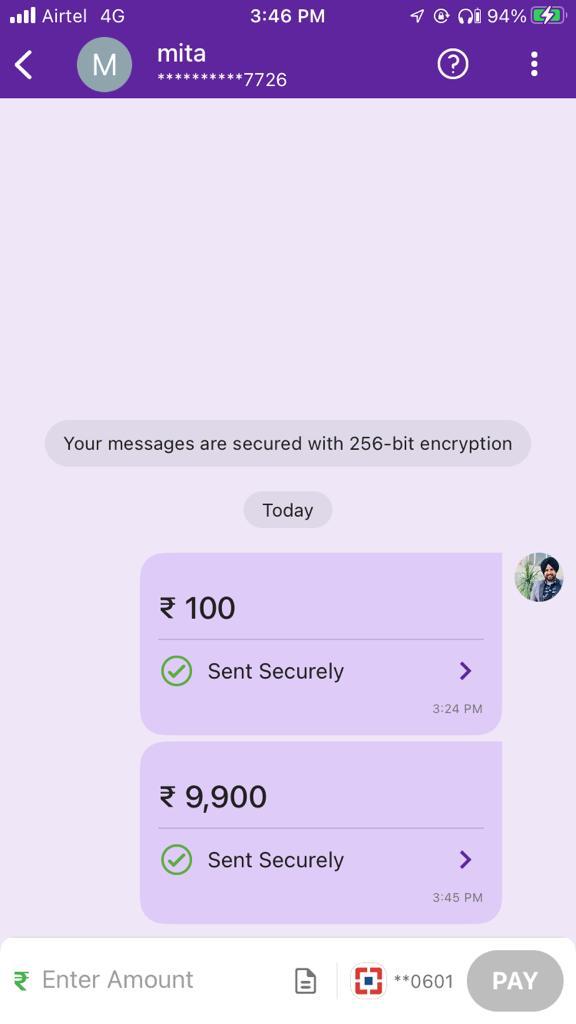 Airtel 4G 3:46 PM 94%
M
mita
**********7726
?
Your messages are secured with 256-bit encryption
Today
₹ 100
Sent Securely
3:24 PM
₹ 9,900
Sent Securely
3:45 PM
₹ Enter Amount **0601 PAY